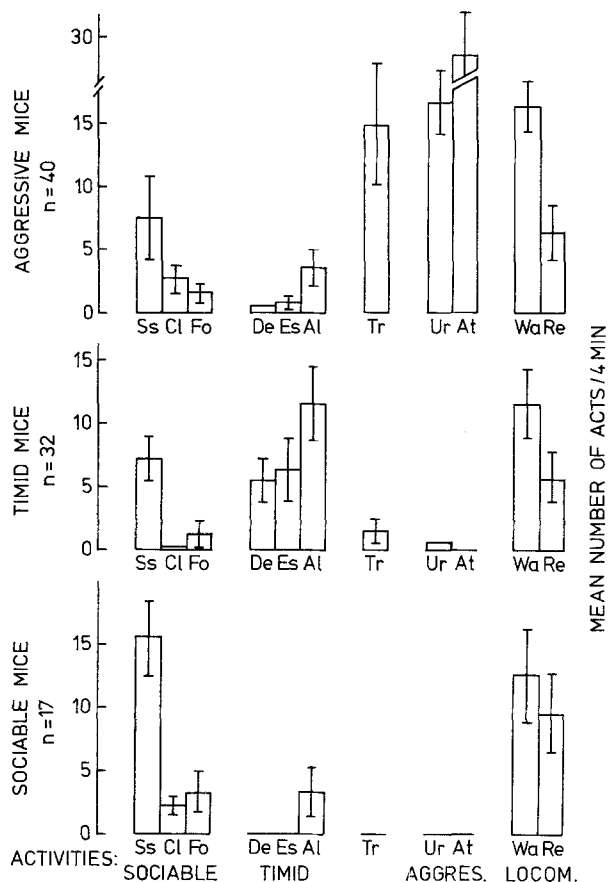 AGGRESSIVE MICE
n=40
30
15
10
5
0
Ss Cl Fo De Es Al Tr Ur At Wa Re
TIMID MICE
n=32
15
10
5
0
Ss Cl Fo De Es Al Tr Ur At Wa Re
SOCIABLE MICE
n=17
15
10
5
0
Ss Cl Fo De Es Al Tr Ur At Wa Re
ACTIVITIES: SOCIABLE TIMID AGGRES. LOCOM.
MEAN NUMBER OF ACTS/4 MIN